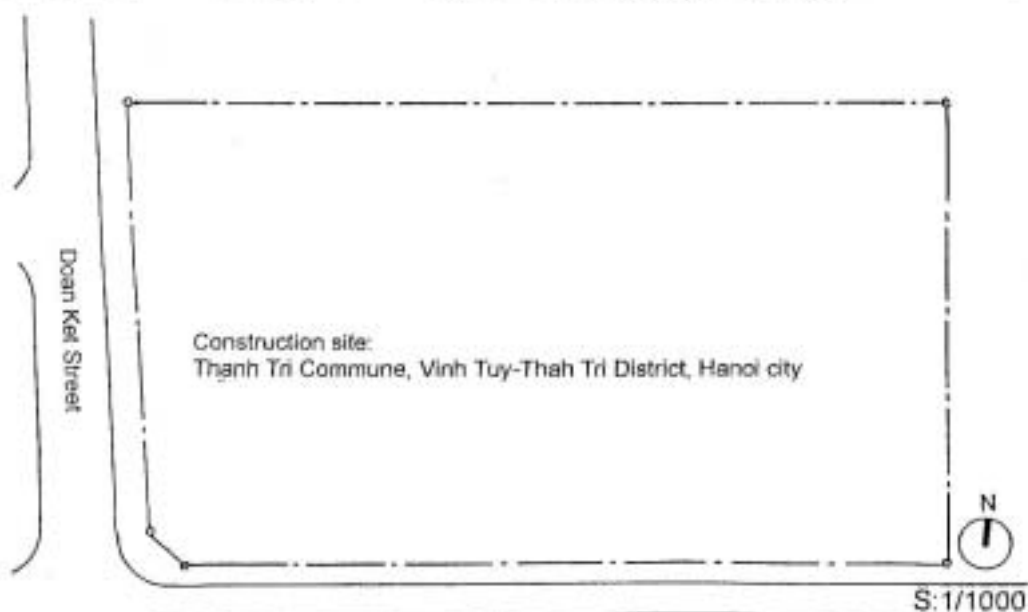 Doan Ket Street
Construction site:
Thanh Tri Commune, Vinh Tuy-Thah Tri District, Hanoi city
N
S:1/1000